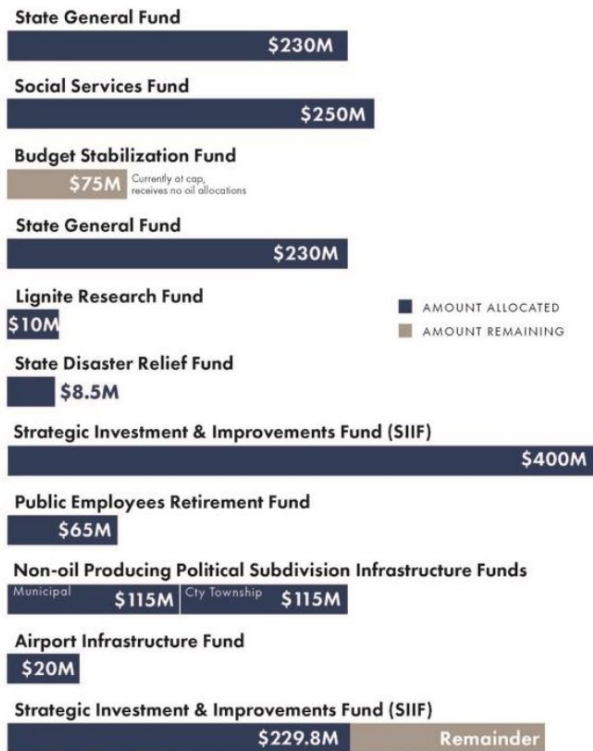 State General Fund
$230M
Social Services Fund
$250M
Budget Stabilization Fund
$75M
Currently at cap,
receives no oil allocations
State General Fund
$230M
Lignite Research Fund
$10M
AMOUNT ALLOCATED
AMOUNT REMAINING
State Disaster Relief Fund
$8.5M
Strategic Investment & Improvements Fund (SIIF)
$400M
Public Employees Retirement Fund
$65M
Non-oil Producing Political Subdivision Infrastructure Funds
Municipal $115M Cty Township $115M
Airport Infrastructure Fund
$20M
Strategic Investment & Improvements Fund (SIIF)
$229.8M Remainder